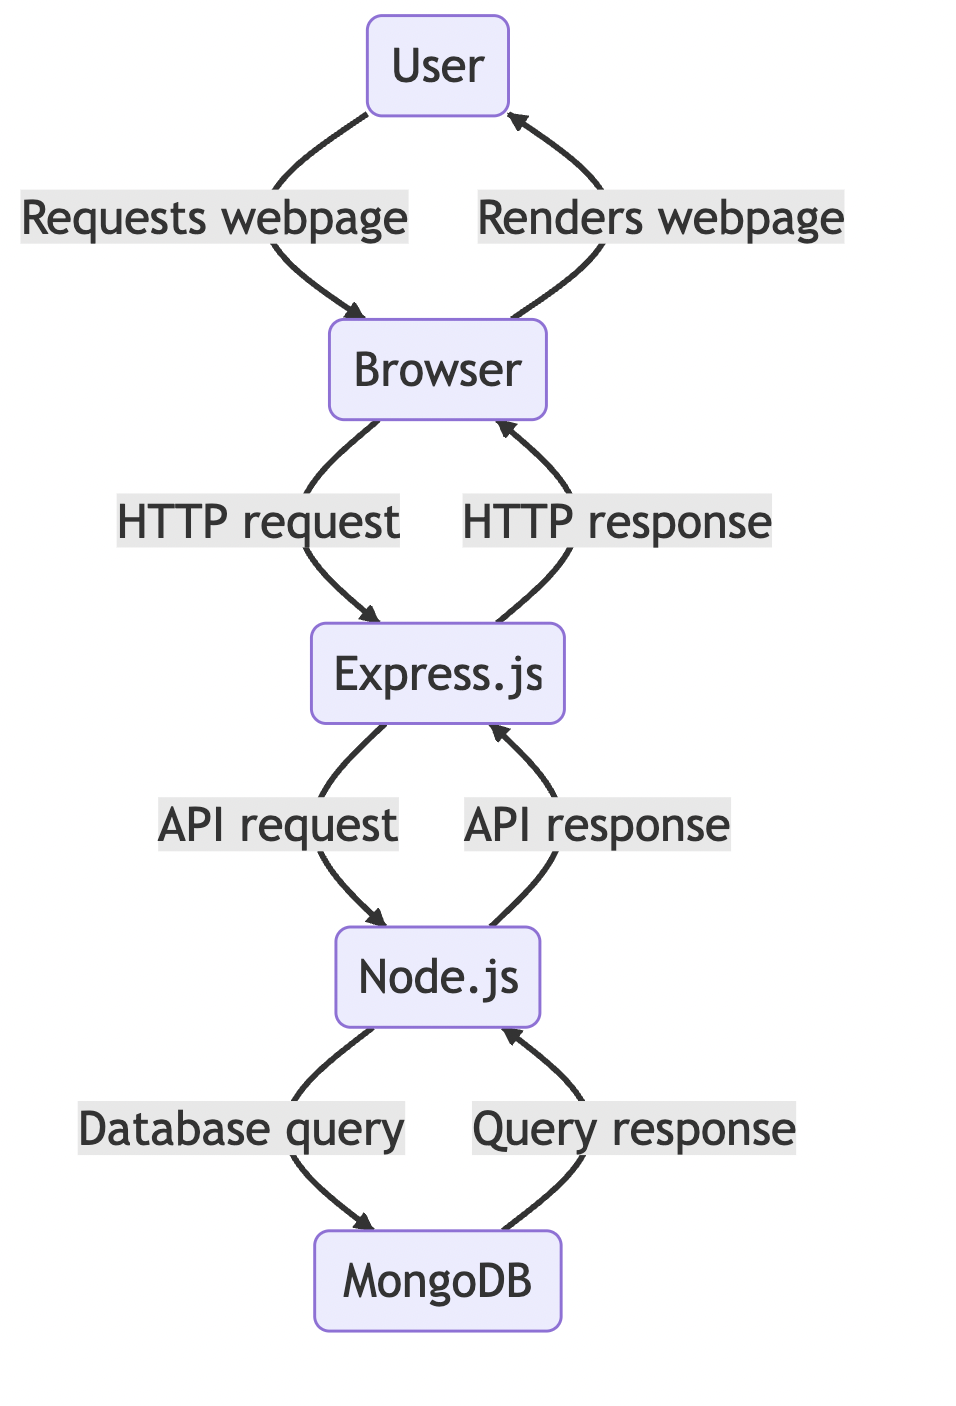 User
Requests webpage
Renders webpage
Browser
HTTP request
HTTP response
Express.js
API request
API response
Node.js
Database query
Query response
MongoDB